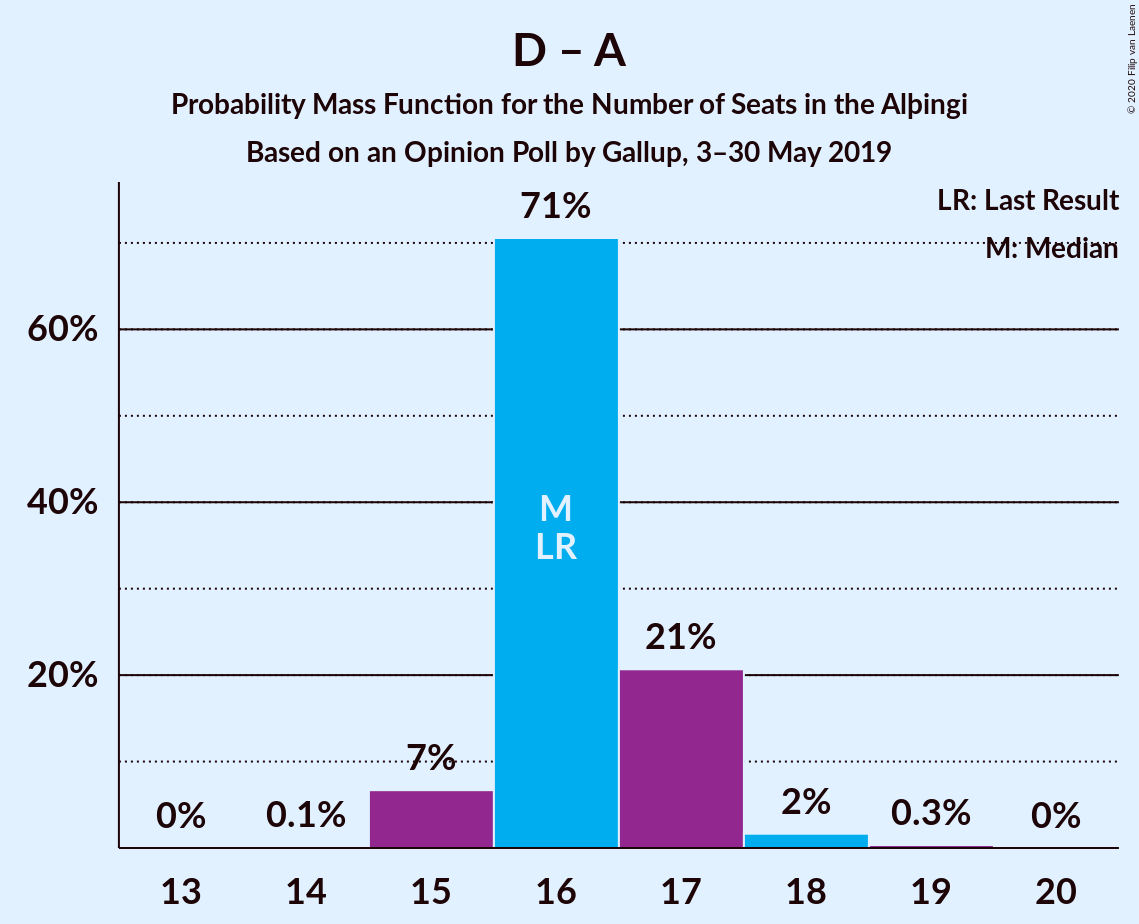 D – A
Probability Mass Function for the Number of Seats in the Alþingi
Based on an Opinion Poll by Gallup, 3–30 May 2019
© 2020 Filip van Laenen
LR: Last Result
M: Median
71%
60%
40%
M
LR
21%
20%
7%
0%
0.1%
2%
0.3%
0%
13 14 15 16 17 18 19 20